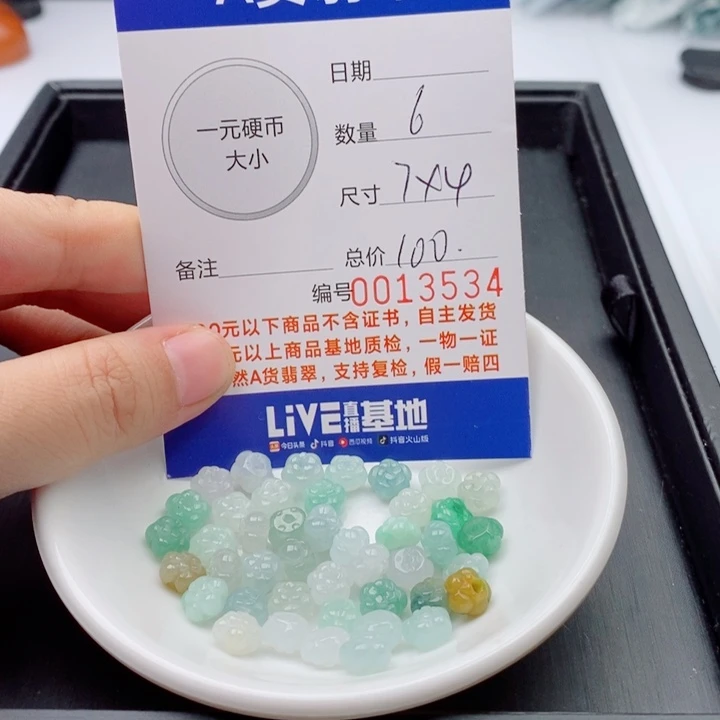 一元硬币
大小
日期
数量 6
尺寸 7x4
备注
总价 100.
编号0013534
0元以下商品不含证书，自主发货
元以上商品基地质检，一物一证
然A货翡翠，支持复检，假一赔四
LiVE直播基地
今日头条 抖音 西瓜视频 抖音火山版